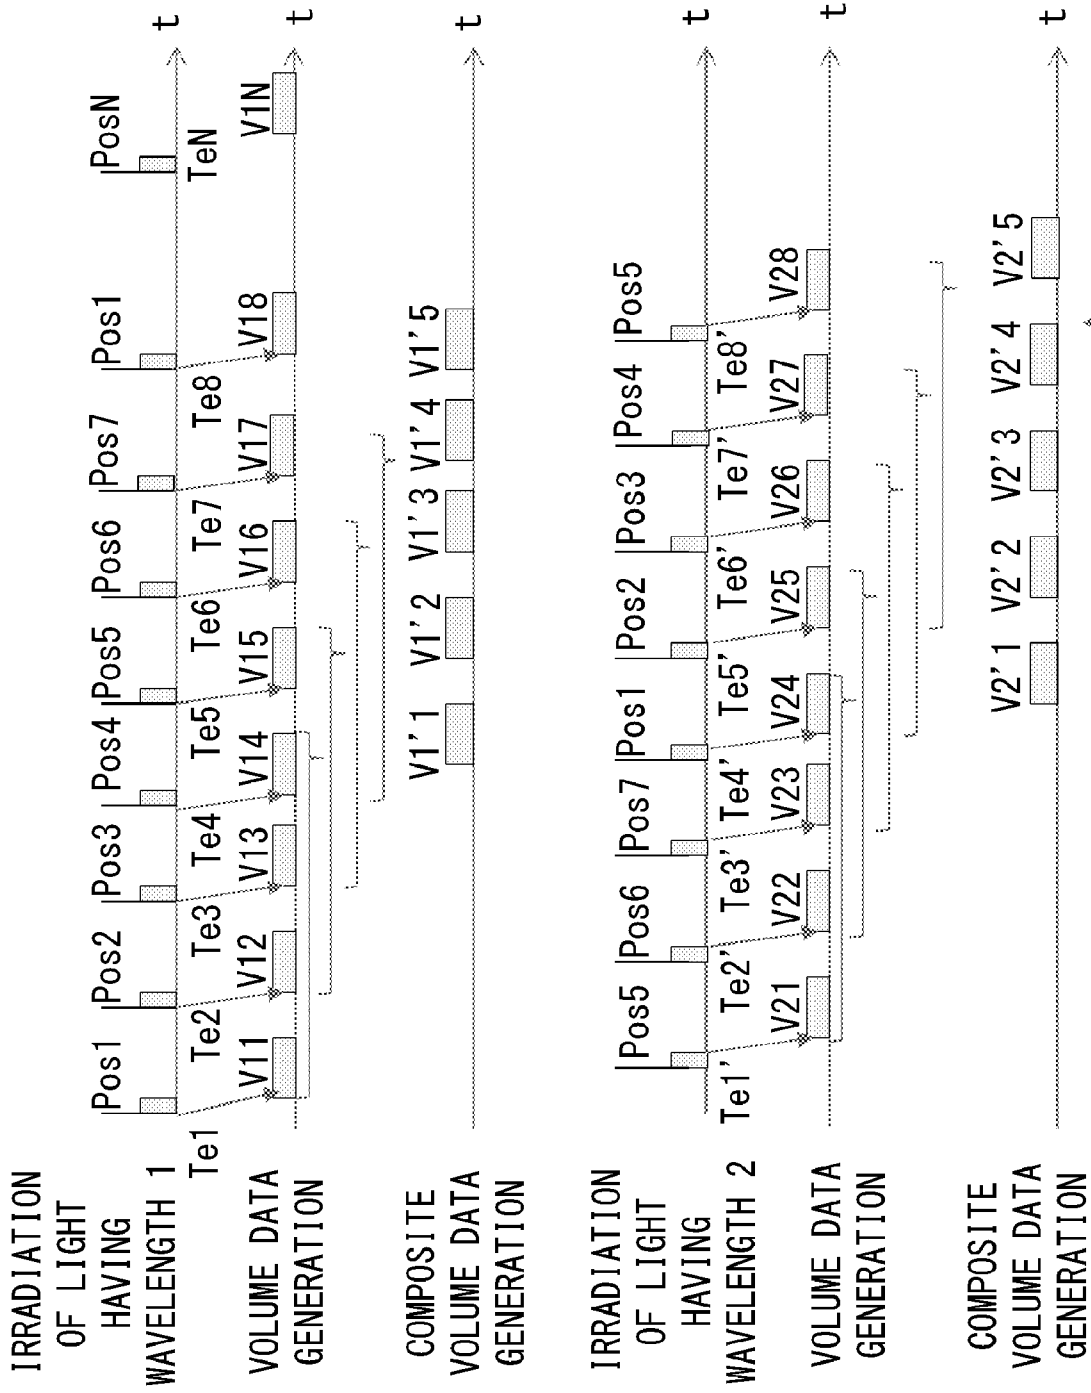 IRRADIATION
OF LIGHT
HAVING
WAVELENGTH 1
Pos1 Pos2 Pos3 Pos4 Pos5 Pos6 Pos7 Pos1 PosN
t
Te1 Te2 Te3 Te4 Te5 Te6 Te7 Te8 TeN
VOLUME DATA
GENERATION
V11 V12 V13 V14 V15 V16 V17 V18 V1N
t
COMPOSITE
VOLUME DATA
GENERATION
V1'1 V1'2 V1'3 V1'4 V1'5
t
IRRADIATION
OF LIGHT
HAVING
WAVELENGTH 2
Pos5 Pos6 Pos7 Pos1 Pos2 Pos3 Pos4 Pos5
t
Te1' Te2' Te3' Te4' Te5' Te6' Te7' Te8'
VOLUME DATA
GENERATION
V21 V22 V23 V24 V25 V26 V27 V28
t
COMPOSITE
VOLUME DATA
GENERATION
V2'1 V2'2 V2'3 V2'4 V2'5
t